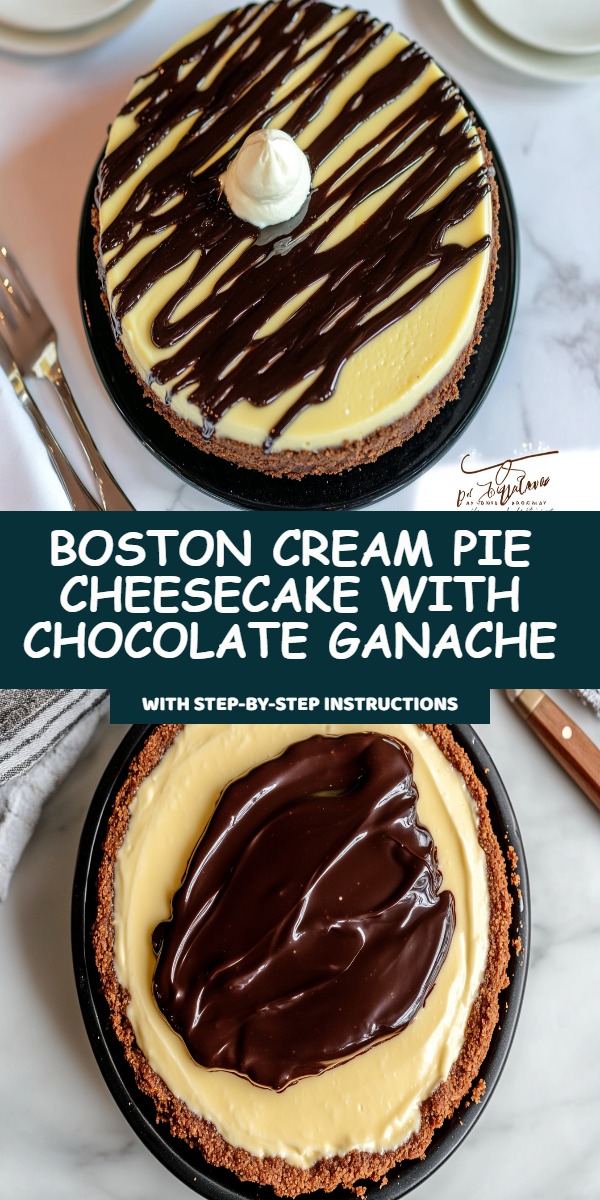 BOSTON CREAM PIE
CHEESECAKE WITH
CHOCOLATE GANACHE
WITH STEP-BY-STEP INSTRUCTIONS